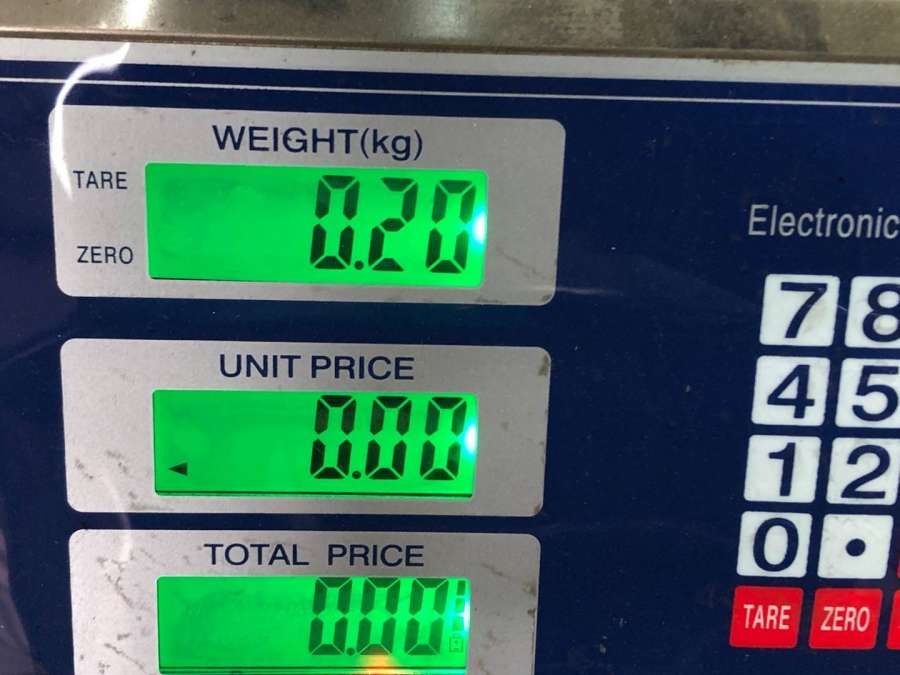 WEIGHT(kg)
TARE
0.20
ZERO
Electronic
7 8
UNIT PRICE
4 5
0.00
1 2
0 .
TOTAL PRICE
0.00
TARE ZERO